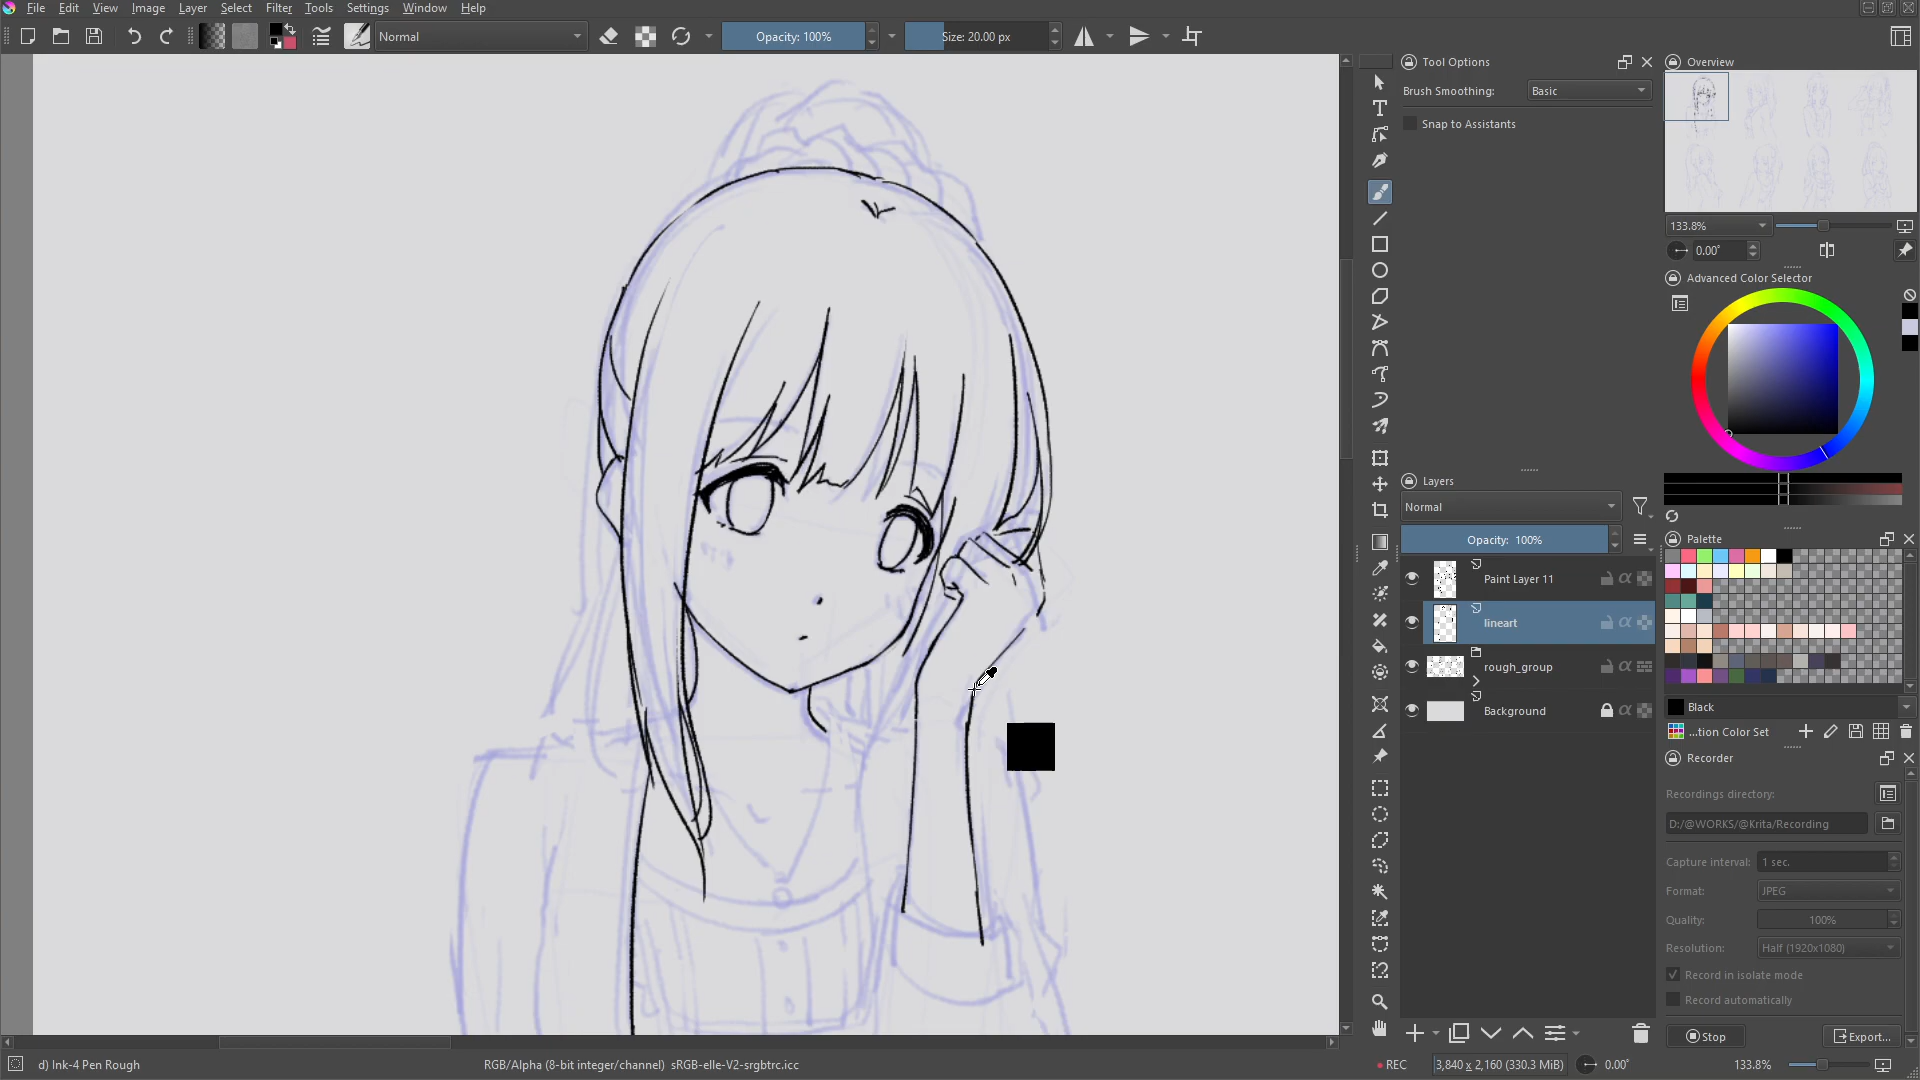 File Edit View Image Layer Select Filter Tools Settings Window Help
Normal
Opacity: 100%
Size: 20.00 px
Tool Options
Brush Smoothing: Basic
Snap to Assistants
Layers
Normal
Opacity: 100%
Paint Layer 11
lineart
rough_group
Background
Overview
133.8%
0.00°
Advanced Color Selector
Palette
Black
...tion Color Set
Recorder
Recordings directory:
D:/@WORKS/@Krita/Recording
Capture interval: 1 sec.
Format: JPEG
Quality: 100%
Resolution: Half (1920x1080)
Record in isolate mode
Record automatically
Stop Export...
d) Ink-4 Pen Rough
RGB/Alpha (8-bit integer/channel) sRGB-elle-V2-srgbtrc.icc
REC
3,840 x 2,160 (330.3 MiB)
0.00°
133.8%